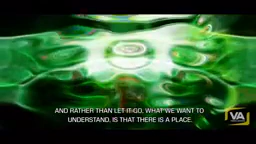 AND RATHER THAN LET IT GO, WHAT WE WANT TO
UNDERSTAND, IS THAT THERE IS A PLACE.
VA